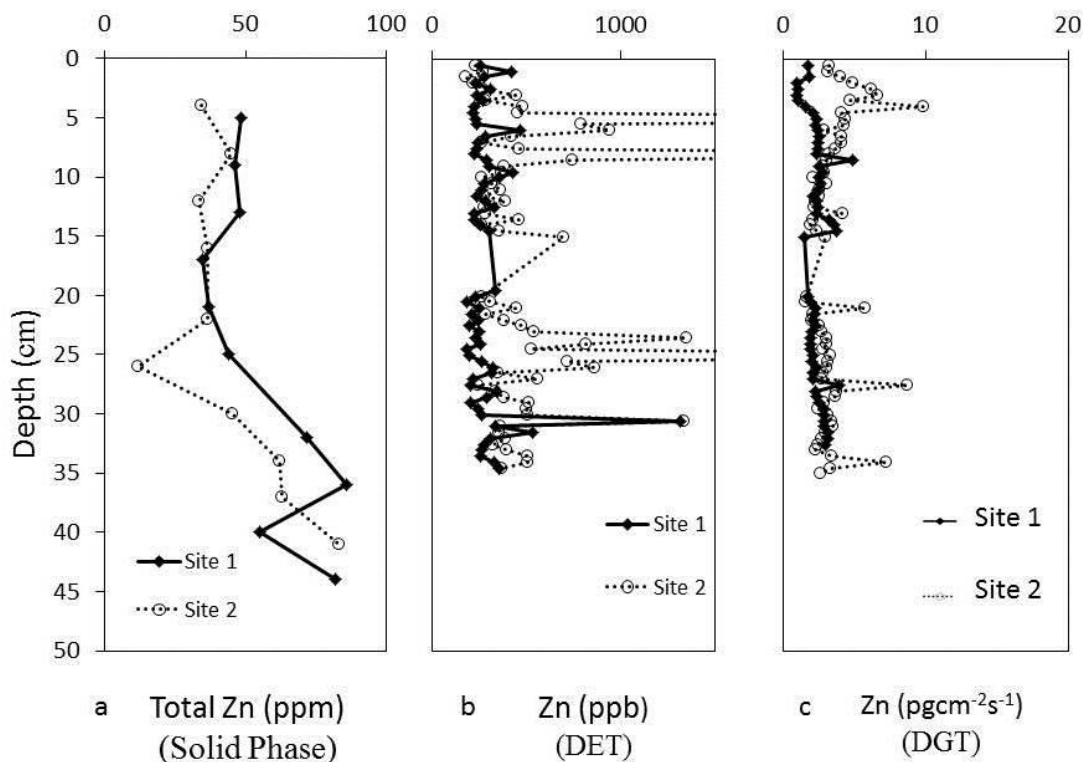 0 50 100 0 1000 0 10 20
0
5
10
15
20
25
30
35
40
45
50
Depth (cm)
Site 1
Site 2
Site 1
Site 2
Site 1
Site 2
a Total Zn (ppm)
(Solid Phase)
b Zn (ppb)
(DET)
c Zn (pgcm⁻²s⁻¹)
(DGT)